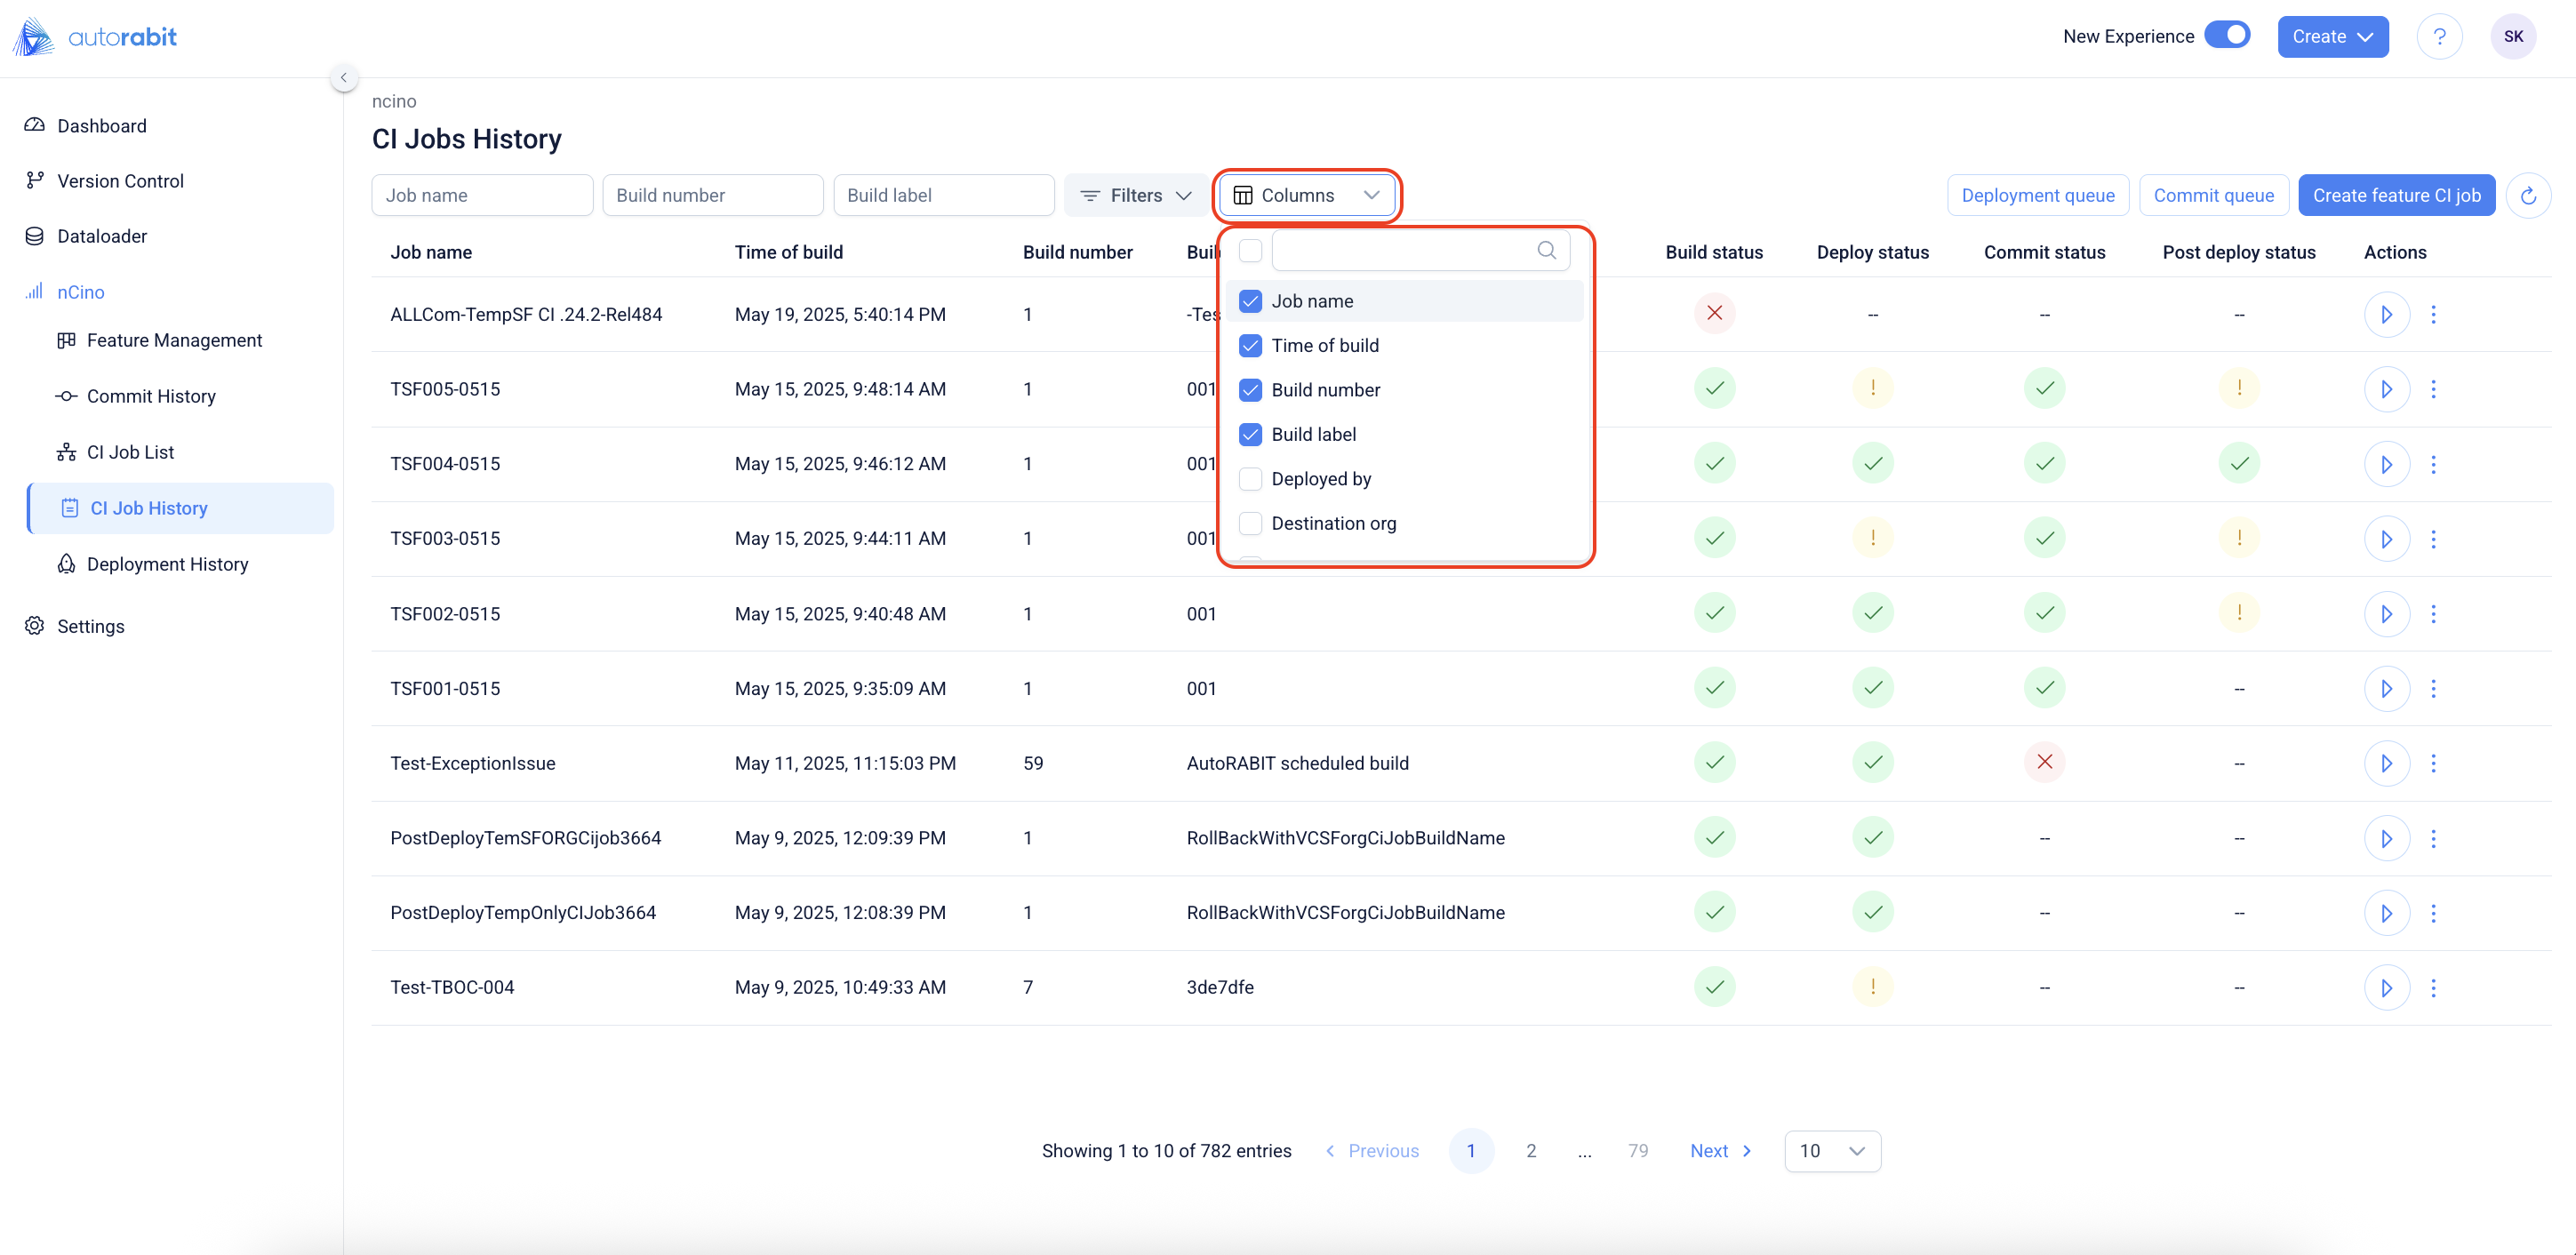 autorabit
New Experience
Create
?
SK
ncino
CI Jobs History
Dashboard
Version Control
Dataloader
nCino
Feature Management
Commit History
CI Job List
CI Job History
Deployment History
Settings
Job name
Build number
Build label
Filters
Columns
Deployment queue
Commit queue
Create feature CI job
Job name
Time of build
Build number
Build label
Deployed by
Destination org
Job name Time of build Build number Buil Build status Deploy status Commit status Post deploy status Actions
ALLCom-TempSF CI .24.2-Rel484 May 19, 2025, 5:40:14 PM 1 -Tes -- -- --
TSF005-0515 May 15, 2025, 9:48:14 AM 1 001 ! !
TSF004-0515 May 15, 2025, 9:46:12 AM 1 001
TSF003-0515 May 15, 2025, 9:44:11 AM 1 001 ! !
TSF002-0515 May 15, 2025, 9:40:48 AM 1 001 !
TSF001-0515 May 15, 2025, 9:35:09 AM 1 001 --
Test-ExceptionIssue May 11, 2025, 11:15:03 PM 59 AutoRABIT scheduled build --
PostDeployTemSFORGCijob3664 May 9, 2025, 12:09:39 PM 1 RollBackWithVCSForgCiJobBuildName -- --
PostDeployTempOnlyCIJob3664 May 9, 2025, 12:08:39 PM 1 RollBackWithVCSForgCiJobBuildName -- --
Test-TBOC-004 May 9, 2025, 10:49:33 AM 7 3de7dfe ! -- --
Showing 1 to 10 of 782 entries Previous 1 2 ... 79 Next 10